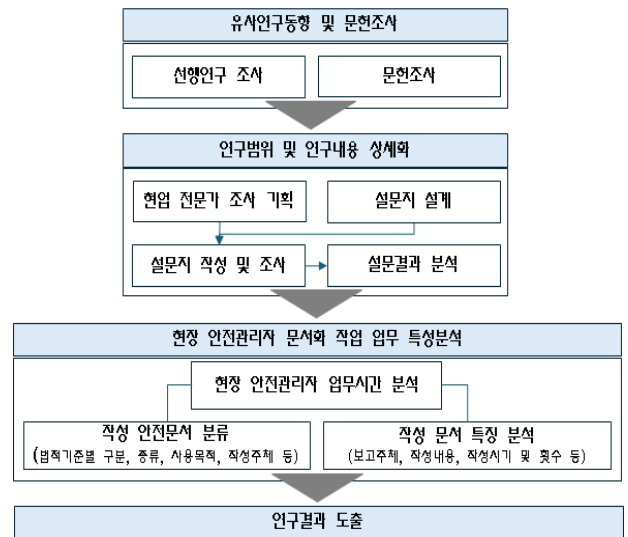 유사연구동향 및 문헌조사
선행연구 조사
문헌조사
연구범위 및 연구내용 상세화
현업 전문가 조사 기획
설문지 설계
설문지 작성 및 조사
설문결과 분석
현장 안전관리자 문서화 작업 업무 특성분석
현장 안전관리자 업무시간 분석
작성 안전문서 분류
(법적기준별 구분, 종류, 사용목적, 작성주체 등)
작성 문서 특징 분석
(보고주체, 작성내용, 작성시기 및 횟수 등)
연구결과 도출